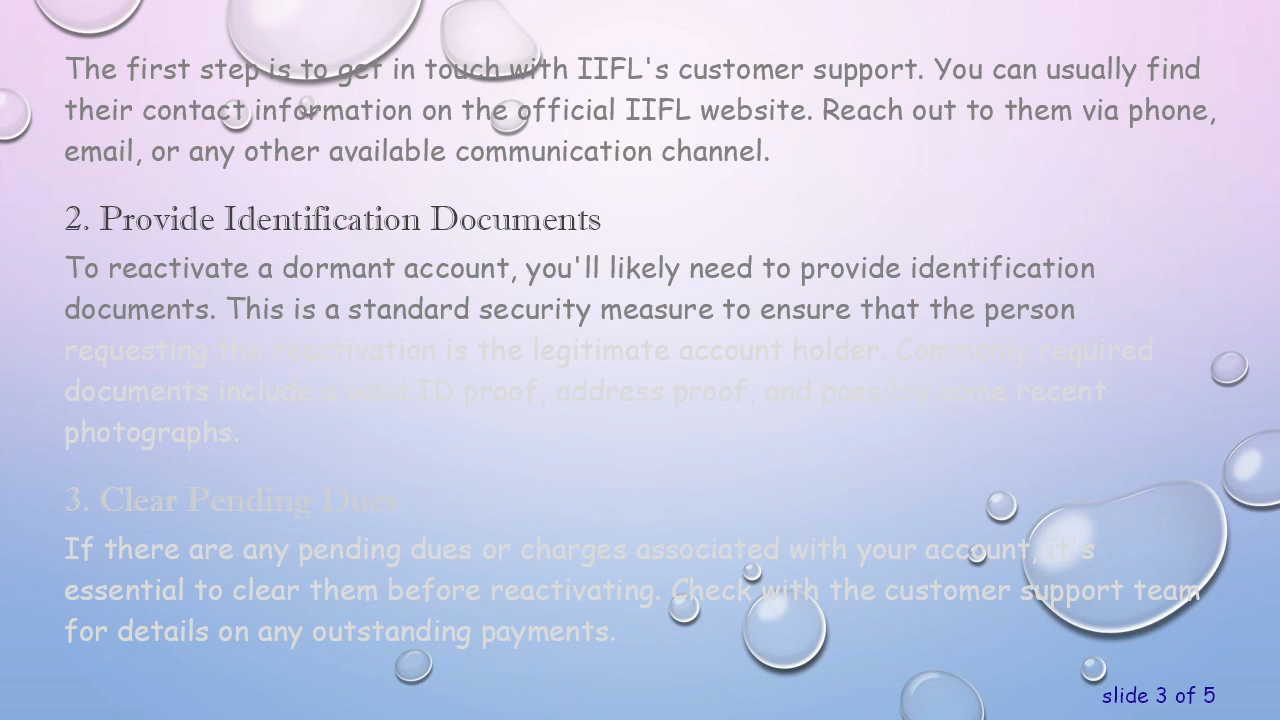 The first step is to get in touch with IIFL's customer support. You can usually find
their contact information on the official IIFL website. Reach out to them via phone,
email, or any other available communication channel.
2. Provide Identification Documents
To reactivate a dormant account, you'll likely need to provide identification
documents. This is a standard security measure to ensure that the person
requesting the reactivation is the legitimate account holder. Commonly required
documents include a valid ID proof, address proof, and possibly some recent
photographs.
3. Clear Pending Dues
If there are any pending dues or charges associated with your account, it's
essential to clear them before reactivating. Check with the customer support team
for details on any outstanding payments.
slide 3 of 5